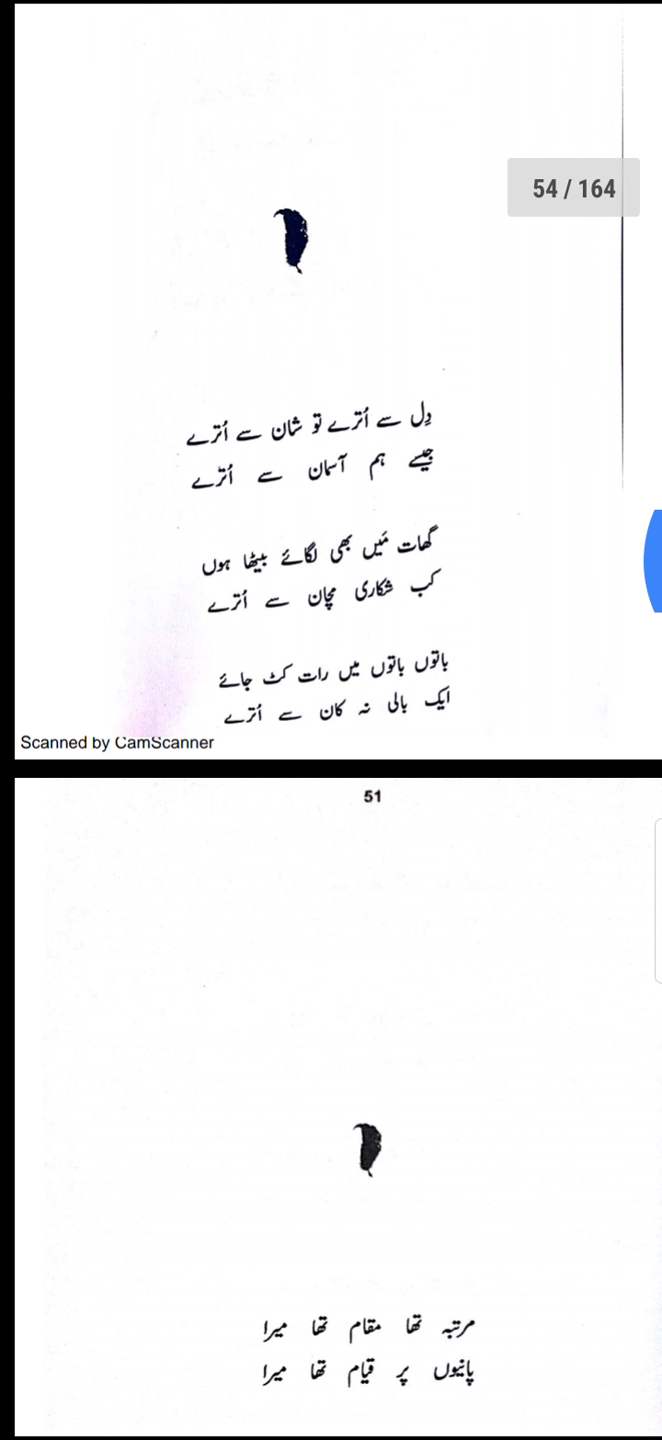 54 / 164
دِل سے اُترے تو شان سے اُترے
جیسے ہم آسمان سے اُترے
گھات مَیں بھی لگائے بیٹھا ہوں
کب شکاری مچان سے اُترے
باتوں باتوں میں رات کٹ جائے
ایک بالی نہ کان سے اُترے
Scanned by CamScanner
51
مرتبہ تھا مقام تھا میرا
پانیوں پر قیام تھا میرا